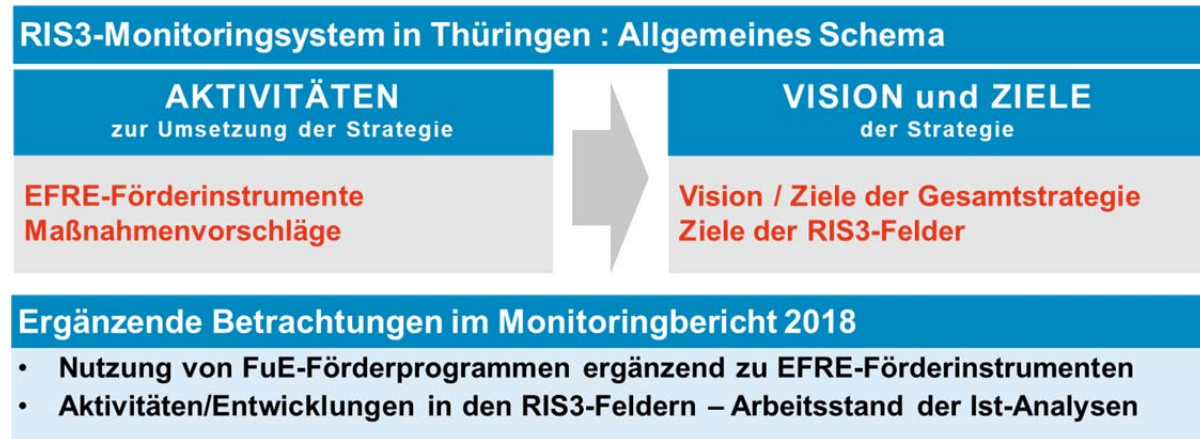 RIS3-Monitoringsystem in Thüringen : Allgemeines Schema
AKTIVITÄTEN
zur Umsetzung der Strategie
EFRE-Förderinstrumente
Maßnahmenvorschläge
VISION und ZIELE
der Strategie
Vision / Ziele der Gesamtstrategie
Ziele der RIS3-Felder
Ergänzende Betrachtungen im Monitoringbericht 2018
• Nutzung von FuE-Förderprogrammen ergänzend zu EFRE-Förderinstrumenten
• Aktivitäten/Entwicklungen in den RIS3-Feldern – Arbeitsstand der Ist-Analysen